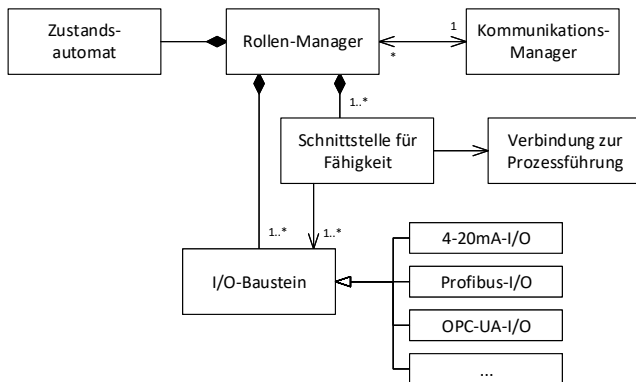 Zustands-
automat
Rollen-Manager
1
*
Kommunikations-
Manager
1..*
Schnittstelle für
Fähigkeit
Verbindung zur
Prozessführung
1..*
1..*
I/O-Baustein
4-20mA-I/O
Profibus-I/O
OPC-UA-I/O
...